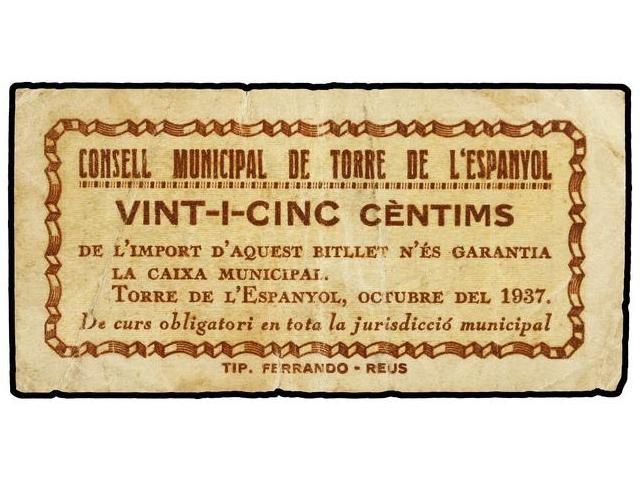 CONSELL MUNICIPAL DE TORRE DE L'ESPANYOL
VINT-I-CINC CÈNTIMS
DE L'IMPORT D'AQUEST BITLLET N'ÉS GARANTIA
LA CAIXA MUNICIPAL.
TORRE DE L'ESPANYOL, OCTUBRE DEL 1937.
De curs obligatori en tota la jurisdicció municipal
TIP. FERRANDO - REUS